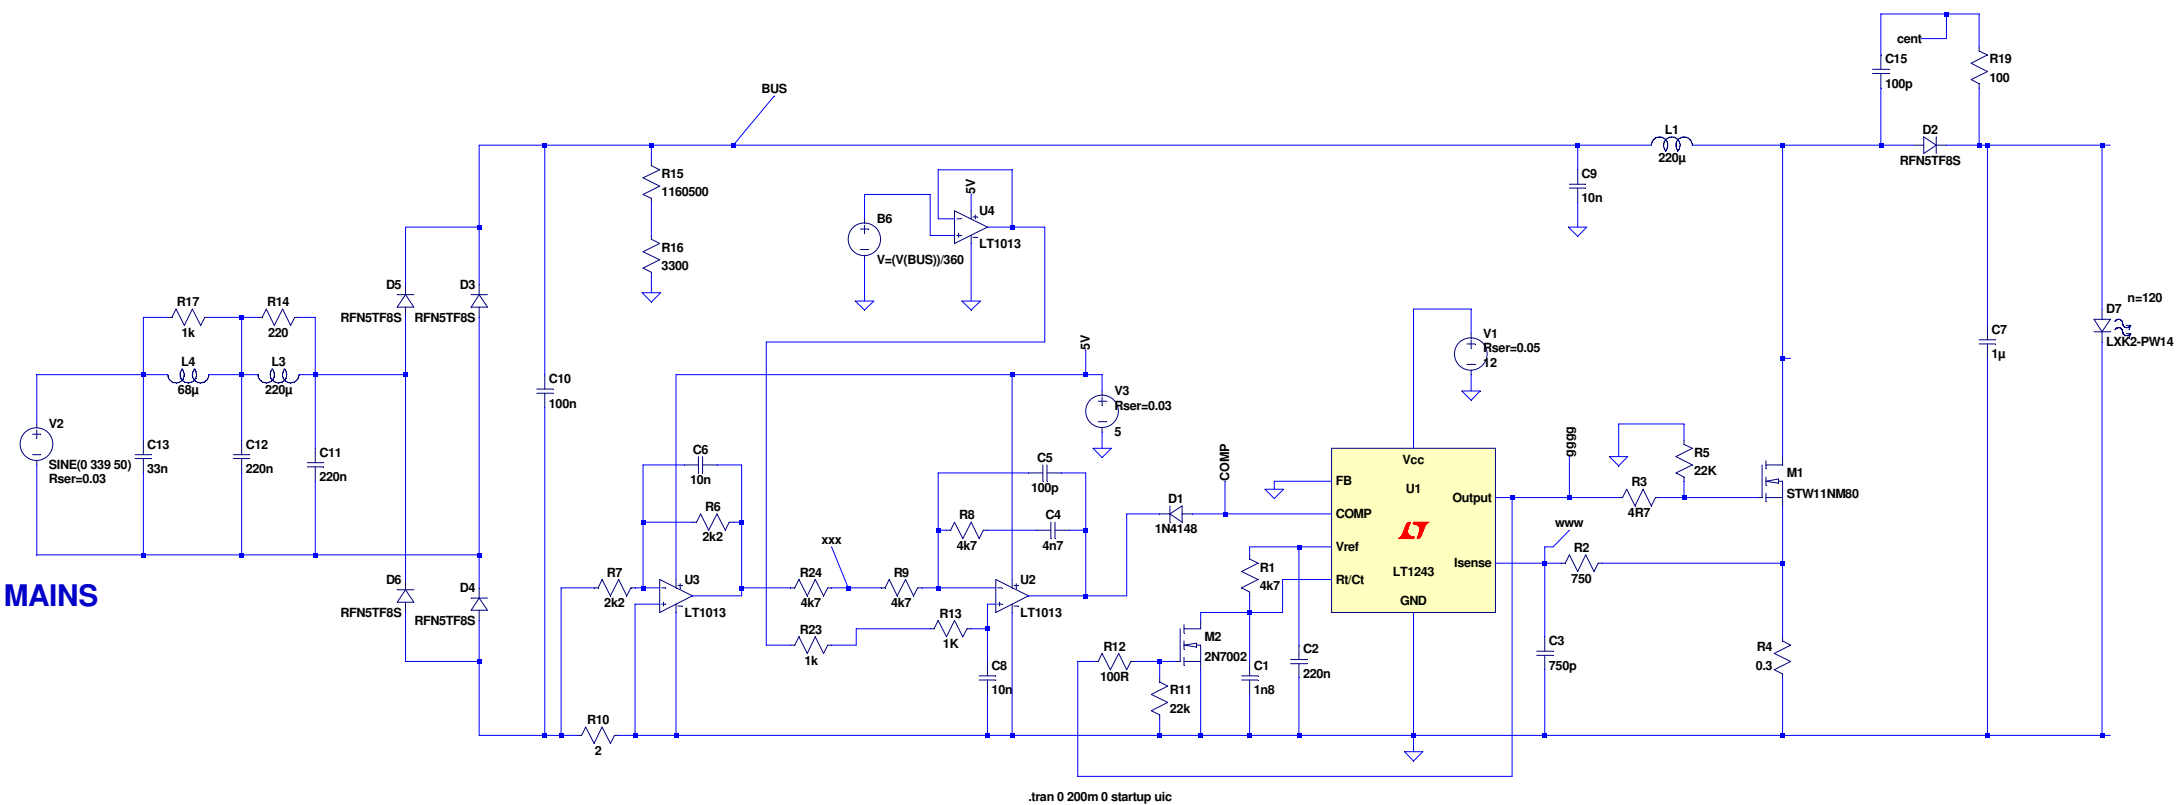 cent
C15
100p
R19
100
BUS
L1
220µ
D2
RFN5TF8S
R15
1160500
C9
10n
5V
B6
U4
LT1013
V=(V(BUS))/360
R16
3300
D5
D3
RFN5TF8S
RFN5TF8S
R17
1k
R14
220
n=120
D7
LXK2-PW14
C7
1µ
V1
Rser=0.05
12
5V
L4
68µ
L3
220µ
C10
100n
V3
Rser=0.03
5
V2
SINE(0 339 50)
Rser=0.03
C13
33n
C12
220n
C11
220n
C6
10n
R6
2k2
C5
100p
R8
4k7
C4
4n7
COMP
D1
1N4148
Vcc
FB
U1
COMP
Output
Vref
LT1243
Isense
Rt/Ct
GND
gggg
R5
22K
R3
4R7
M1
STW11NM80
www
R2
750
xxx
R7
2k2
U3
LT1013
R24
4k7
R9
4k7
U2
LT1013
R1
4k7
MAINS
D6
RFN5TF8S
D4
RFN5TF8S
R23
1k
R13
1K
C8
10n
R12
100R
M2
2N7002
R11
22k
C1
1n8
C2
220n
C3
750p
R4
0.3
R10
2
.tran 0 200m 0 startup uic